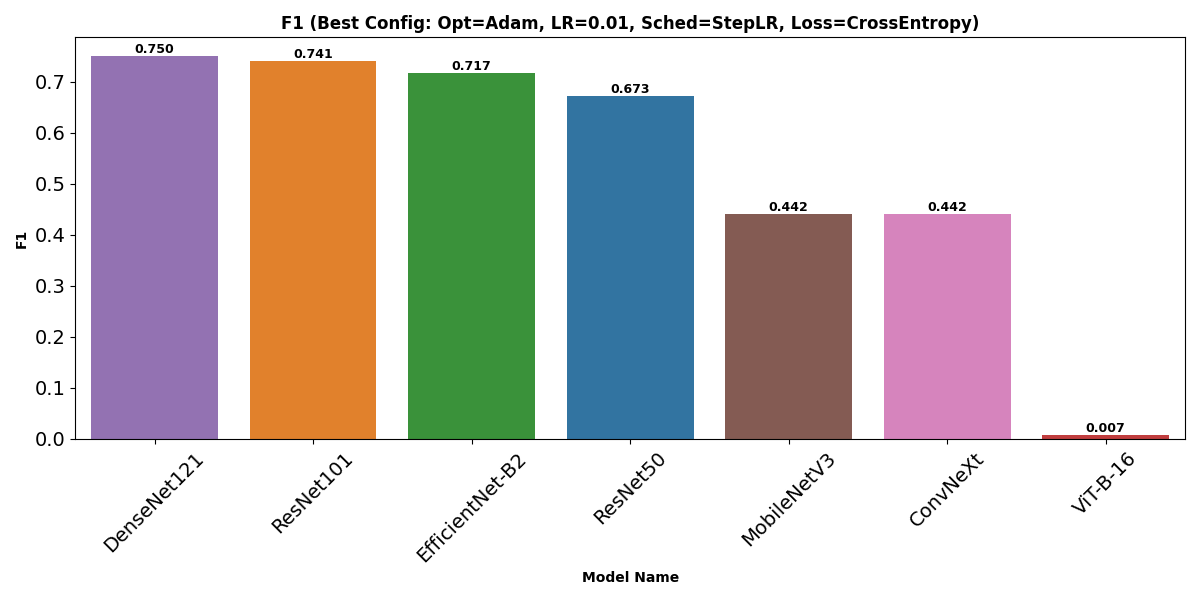 F1 (Best Config: Opt=Adam, LR=0.01, Sched=StepLR, Loss=CrossEntropy)
0.750
0.741
0.717
0.673
0.442
0.442
0.007
0.7
0.6
0.5
0.4
0.3
0.2
0.1
0.0
F1
DenseNet121
ResNet101
EfficientNet-B2
ResNet50
MobileNetV3
ConvNeXt
ViT-B-16
Model Name